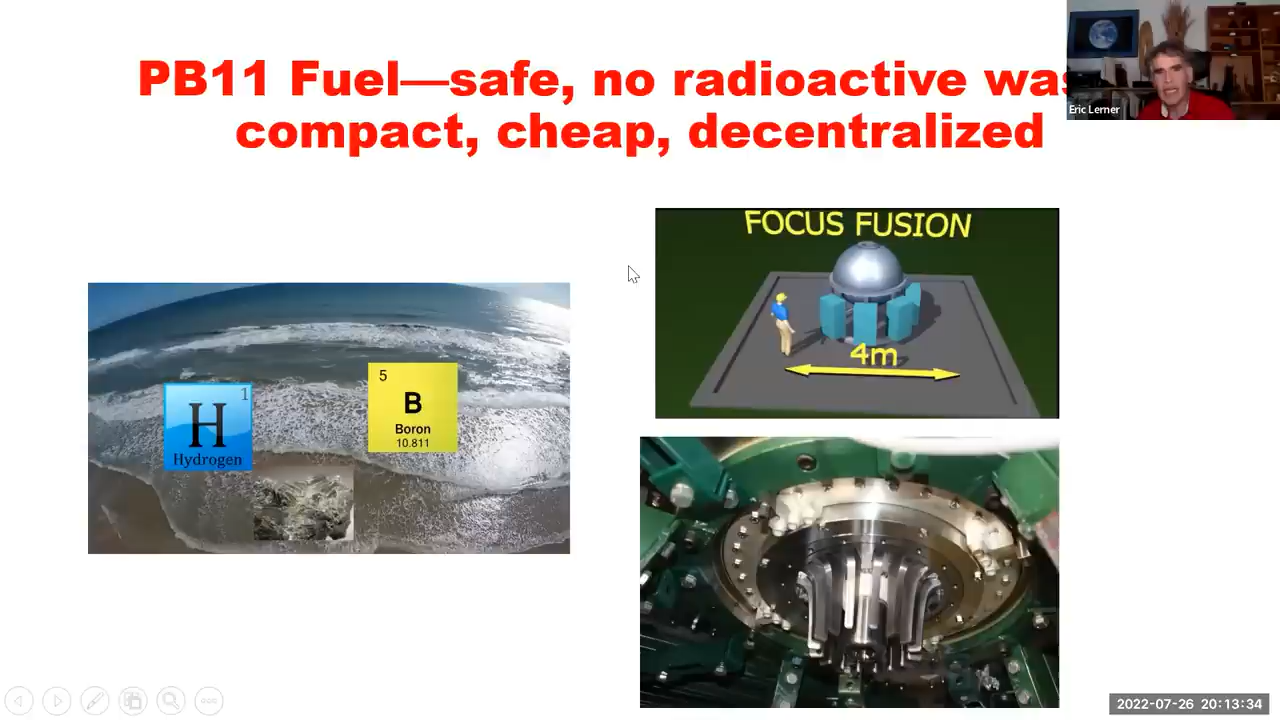 PB11 Fuel—safe, no radioactive was
compact, cheap, decentralized
Eric Lerner
FOCUS FUSION
4m
1
H
Hydrogen
5
B
Boron
10.811
2022-07-26 20:13:34